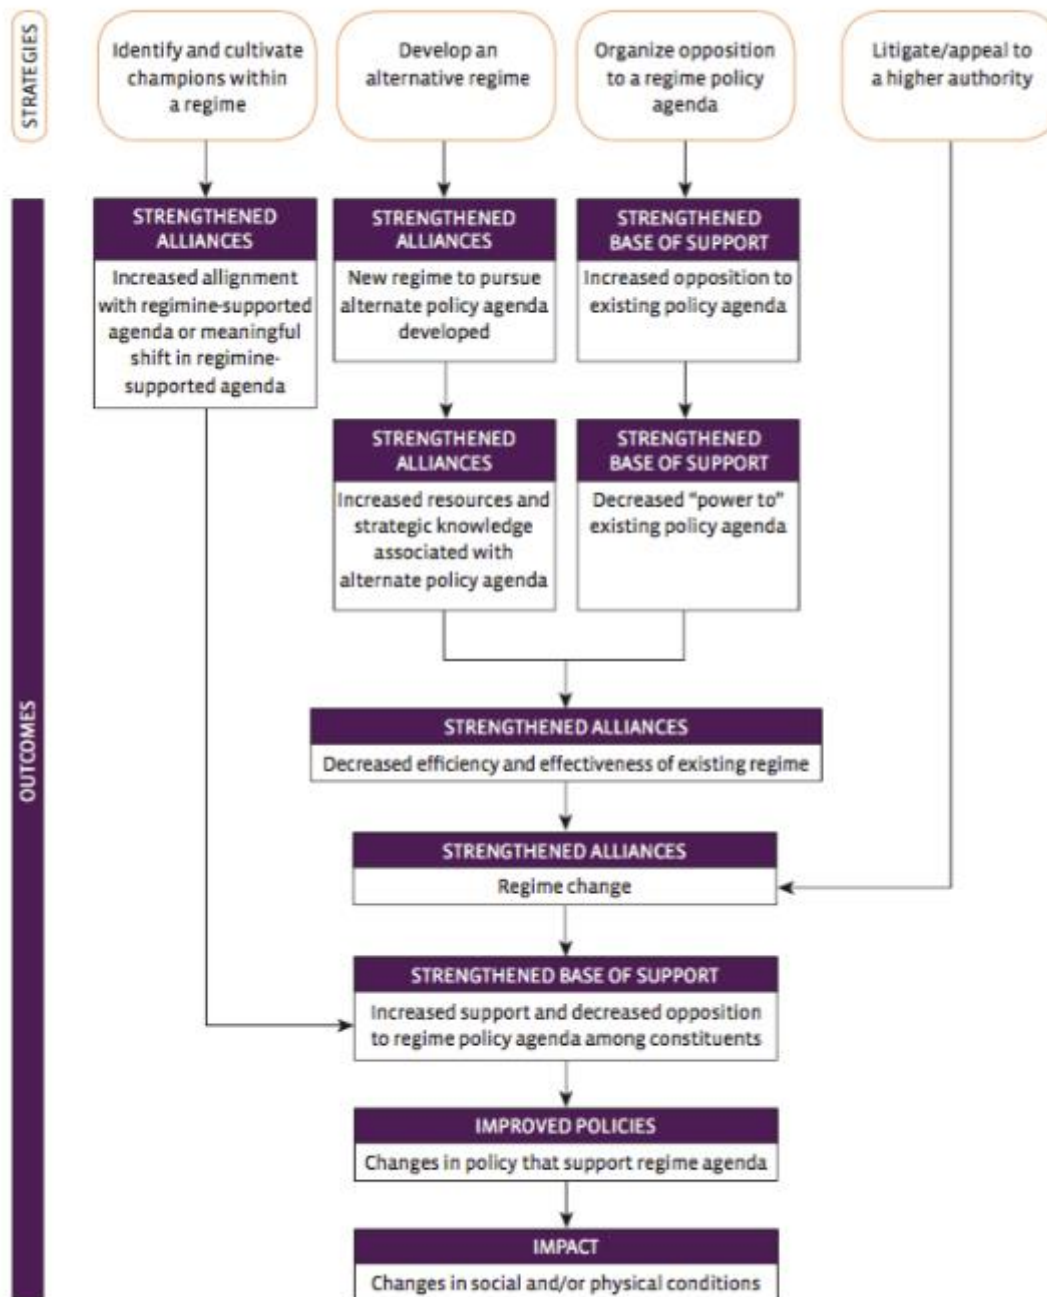 STRATEGIES
Identify and cultivate
champions within
a regime
Develop an
alternative regime
Organize opposition
to a regime policy
agenda
Litigate/appeal to
a higher authority
OUTCOMES
STRENGTHENED
ALLIANCES
Increased allignment
with regimine-supported
agenda or meaningful
shift in regimine-
supported agenda
STRENGTHENED
ALLIANCES
New regime to pursue
alternate policy agenda
developed
STRENGTHENED
BASE OF SUPPORT
Increased opposition to
existing policy agenda
STRENGTHENED
ALLIANCES
Increased resources and
strategic knowledge
associated with
alternate policy agenda
STRENGTHENED
BASE OF SUPPORT
Decreased “power to”
existing policy agenda
STRENGTHENED ALLIANCES
Decreased efficiency and effectiveness of existing regime
STRENGTHENED ALLIANCES
Regime change
STRENGTHENED BASE OF SUPPORT
Increased support and decreased opposition
to regime policy agenda among constituents
IMPROVED POLICIES
Changes in policy that support regime agenda
IMPACT
Changes in social and/or physical conditions